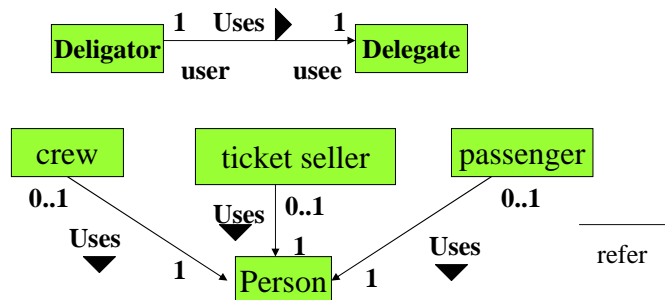 1 Uses 1
Deligator Delegate
user usee
crew ticket seller passenger
0..1 0..1 0..1
Uses
Uses Uses
1 1 1
refer
Person